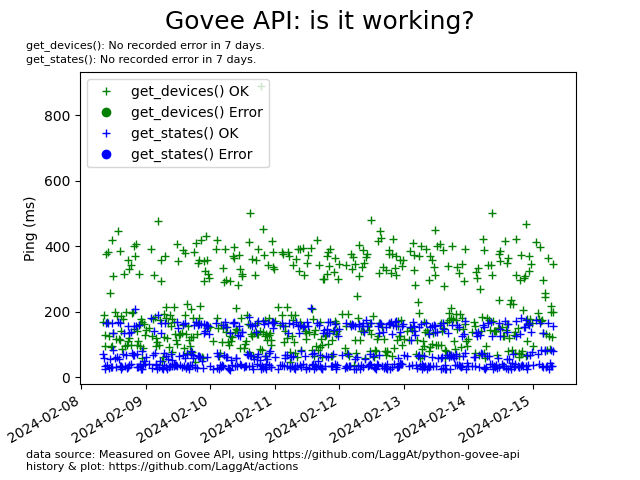 Govee API: is it working?
get_devices(): No recorded error in 7 days.
get_states(): No recorded error in 7 days.
get_devices() OK
get_devices() Error
get_states() OK
get_states() Error
Ping (ms)
800
600
400
200
0
2024-02-08
2024-02-09
2024-02-10
2024-02-11
2024-02-12
2024-02-13
2024-02-14
2024-02-15
data source: Measured on Govee API, using https://github.com/LaggAt/python-govee-api
history & plot: https://github.com/LaggAt/actions